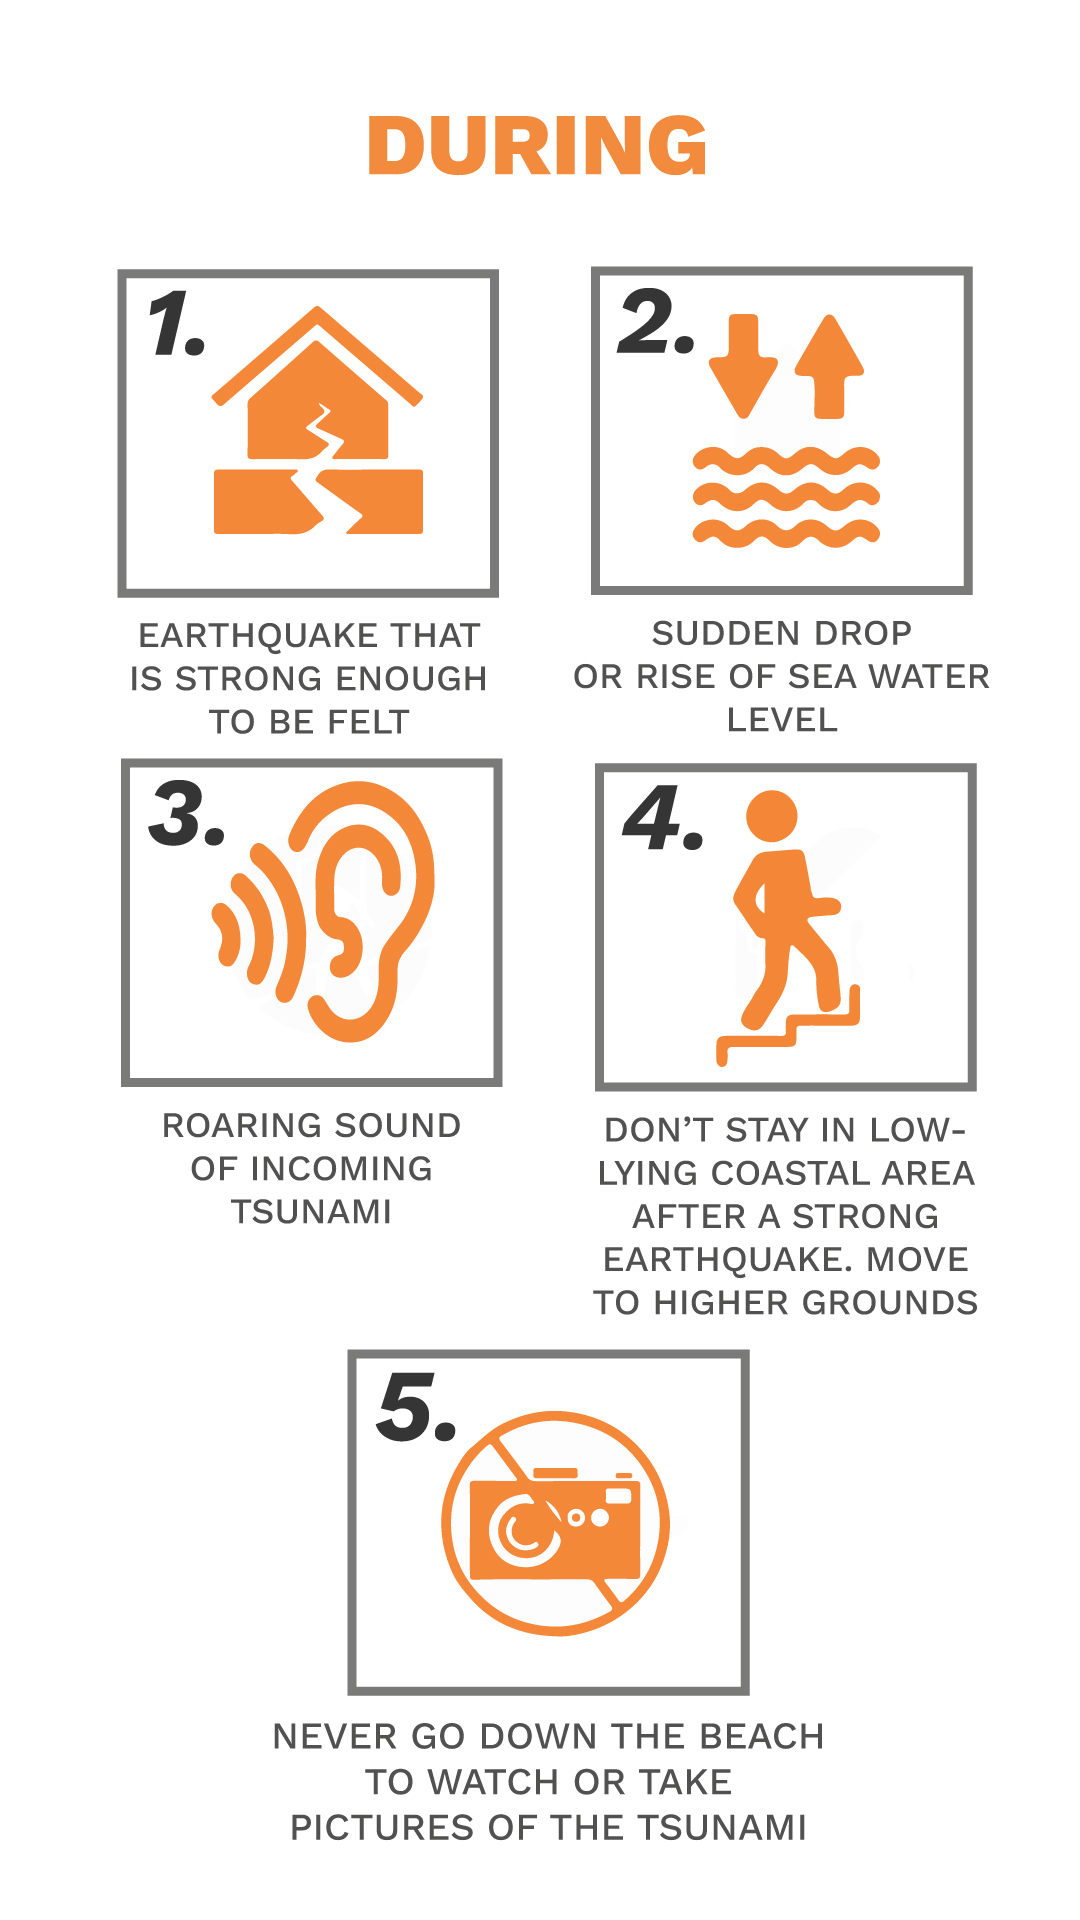 DURING
1.
EARTHQUAKE THAT
IS STRONG ENOUGH
TO BE FELT
2.
SUDDEN DROP
OR RISE OF SEA WATER
LEVEL
3.
ROARING SOUND
OF INCOMING
TSUNAMI
4.
DON'T STAY IN LOW-
LYING COASTAL AREA
AFTER A STRONG
EARTHQUAKE. MOVE
TO HIGHER GROUNDS
5.
NEVER GO DOWN THE BEACH
TO WATCH OR TAKE
PICTURES OF THE TSUNAMI